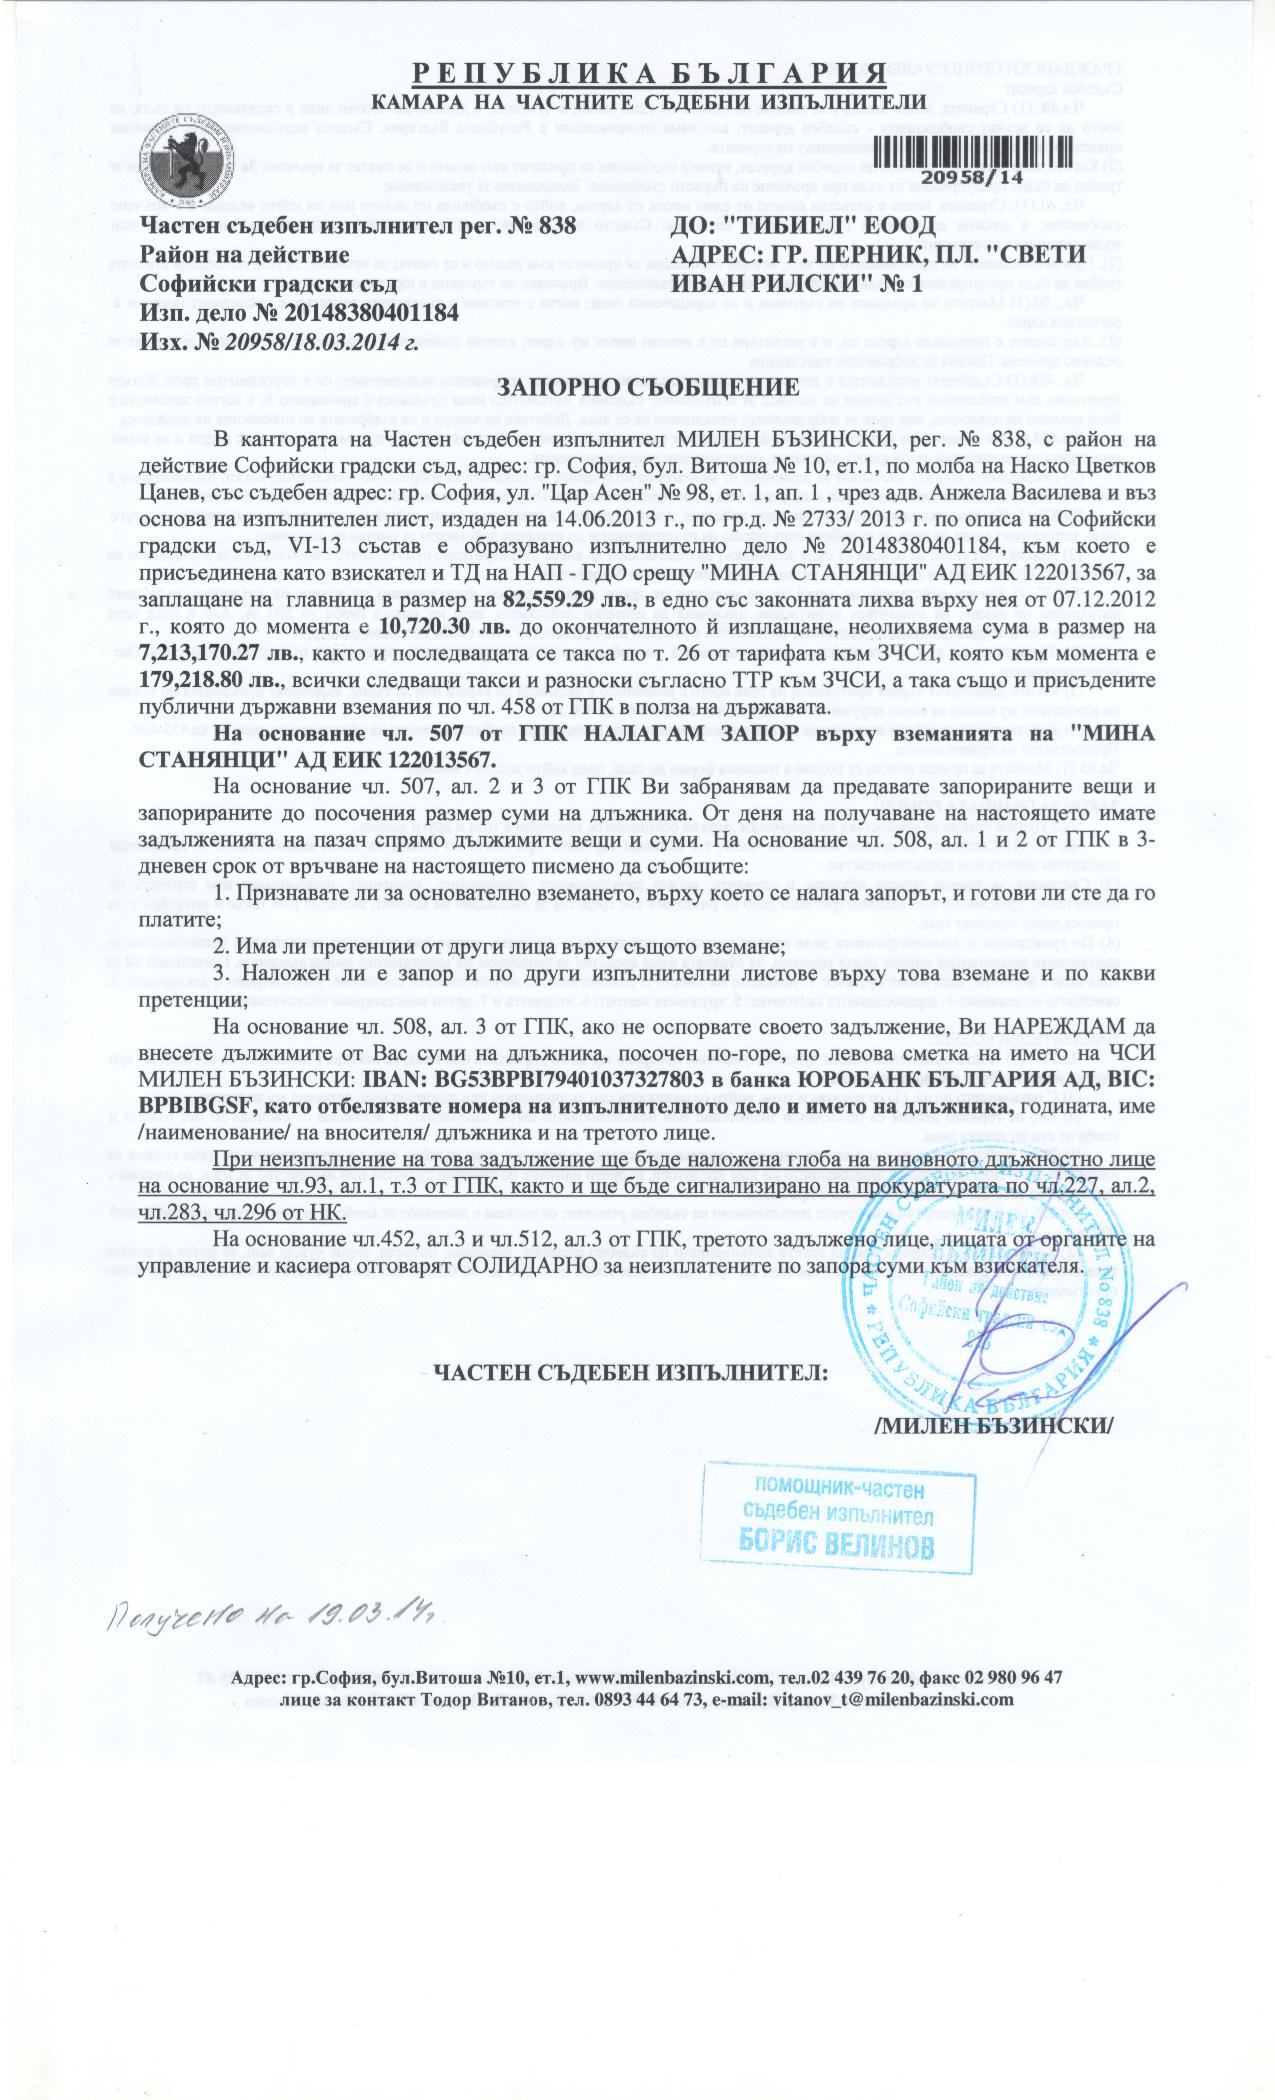 РЕПУБЛИКА БЪЛГАРИЯ
КАМАРА НА ЧАСТНИТЕ СЪДЕБНИ ИЗПЪЛНИТЕЛИ
20958/14
Частен съдебен изпълнител рег. № 838
Район на действие
Софийски градски съд
Изп. дело № 20148380401184
Изх. № 20958/18.03.2014 г.
ДО: "ТИБИЕЛ" ЕООД
АДРЕС: ГР. ПЕРНИК, ПЛ. "СВЕТИ
ИВАН РИЛСКИ" № 1
ЗАПОРНО СЪОБЩЕНИЕ
В кантората на Частен съдебен изпълнител МИЛЕН БЪЗИНСКИ, рег. № 838, с район на
действие Софийски градски съд, адрес: гр. София, бул. Витоша № 10, ет.1, по молба на Наско Цветков
Цанев, със съдебен адрес: гр. София, ул. "Цар Асен" № 98, ет. 1, ап. 1 , чрез адв. Анжела Василева и въз
основа на изпълнителен лист, издаден на 14.06.2013 г., по гр.д. № 2733/ 2013 г. по описа на Софийски
градски съд, VI-13 състав е образувано изпълнително дело № 20148380401184, към което е
присъединена като взискател и ТД на НАП - ГДО срещу "МИНА СТАНЯНЦИ" АД ЕИК 122013567, за
заплащане на главница в размер на 82,559.29 лв., в едно със законната лихва върху нея от 07.12.2012
г., която до момента е 10,720.30 лв. до окончателното й изплащане, неолихвяема сума в размер на
7,213,170.27 лв., както и последващата се такса по т. 26 от тарифата към ЗЧСИ, която към момента е
179,218.80 лв., всички следващи такси и разноски съгласно ТТР към ЗЧСИ, а така също и присъдените
публични държавни вземания по чл. 458 от ГПК в полза на държавата.
На основание чл. 507 от ГПК НАЛАГАМ ЗАПОР върху вземанията на "МИНА
СТАНЯНЦИ" АД ЕИК 122013567.
На основание чл. 507, ал. 2 и 3 от ГПК Ви забранявам да предавате запорираните вещи и
запорираните до посочения размер суми на длъжника. От деня на получаване на настоящето имате
задълженията на пазач спрямо дължимите вещи и суми. На основание чл. 508, ал. 1 и 2 от ГПК в 3-
дневен срок от връчване на настоящето писмено да съобщите:
1. Признавате ли за основателно вземането, върху което се налага запорът, и готови ли сте да го
платите;
2. Има ли претенции от други лица върху същото вземане;
3. Наложен ли е запор и по други изпълнителни листове върху това вземане и по какви
претенции;
На основание чл. 508, ал. 3 от ГПК, ако не оспорвате своето задължение, Ви НАРЕЖДАМ да
внесете дължимите от Вас суми на длъжника, посочен по-горе, по левова сметка на името на ЧСИ
МИЛЕН БЪЗИНСКИ: IBAN: BG53BPBI79401037327803 в банка ЮРОБАНК БЪЛГАРИЯ АД, BIC:
BPBIBGSF, като отбелязвате номера на изпълнителното дело и името на длъжника, годината, име
/наименование/ на вносителя/ длъжника и на третото лице.
При неизпълнение на това задължение ще бъде наложена глоба на виновното длъжностно лице
на основание чл.93, ал.1, т.3 от ГПК, както и ще бъде сигнализирано на прокуратурата по чл.227, ал.2,
чл.283, чл.296 от НК.
На основание чл.452, ал.3 и чл.512, ал.3 от ГПК, третото задължено лице, лицата от органите на
управление и касиера отговарят СОЛИДАРНО за неизплатените по запора суми към взискателя.
ЧАСТЕН СЪДЕБЕН ИЗПЪЛНИТЕЛ:
* ЧАСТЕН СЪДЕБЕН ИЗПЪЛНИТЕЛ № 838 * РЕПУБЛИКА БЪЛГАРИЯ
МИЛЕН
БЪЗИНСКИ
Район на действие
Софийски градски съд
838
/МИЛЕН БЪЗИНСКИ/
ПОМОЩНИК-ЧАСТЕН
СЪДЕБЕН ИЗПЪЛНИТЕЛ
БОРИС ВЕЛИНОВ
Получено на 19.03.14г.
Адрес: гр.София, бул.Витоша №10, ет.1, www.milenbazinski.com, тел.02 439 76 20, факс 02 980 96 47
лице за контакт Тодор Витанов, тел. 0893 44 64 73, e-mail: vitanov_t@milenbazinski.com